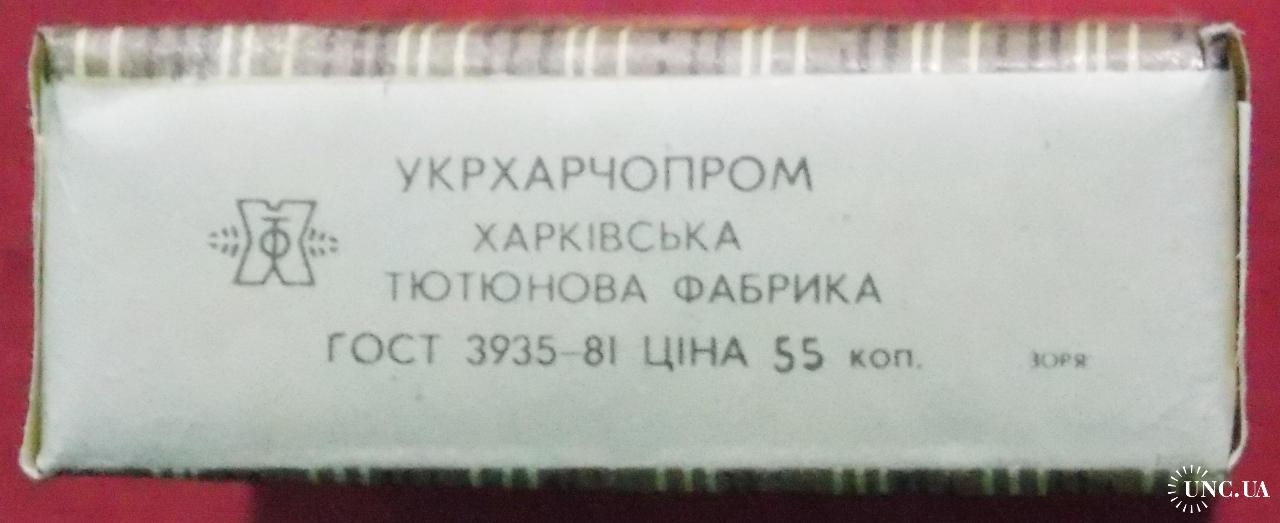 УКРХАРЧОПРОМ
ХАРКІВСЬКА
ТЮТЮНОВА ФАБРИКА
ГОСТ 3935-81 ЦІНА 55 коп.
ЗОРЯ
UNC.UA